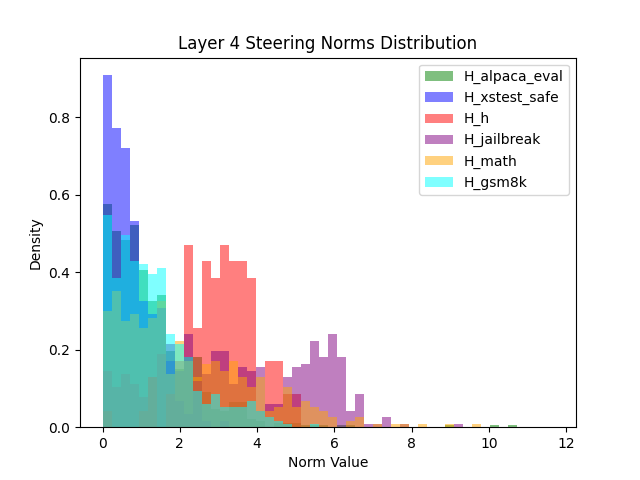 Layer 4 Steering Norms Distribution
H_alpaca_eval
H_xstest_safe
H_h
H_jailbreak
H_math
H_gsm8k
Density
0.8
0.6
0.4
0.2
0.0
0 2 4 6 8 10 12
Norm Value